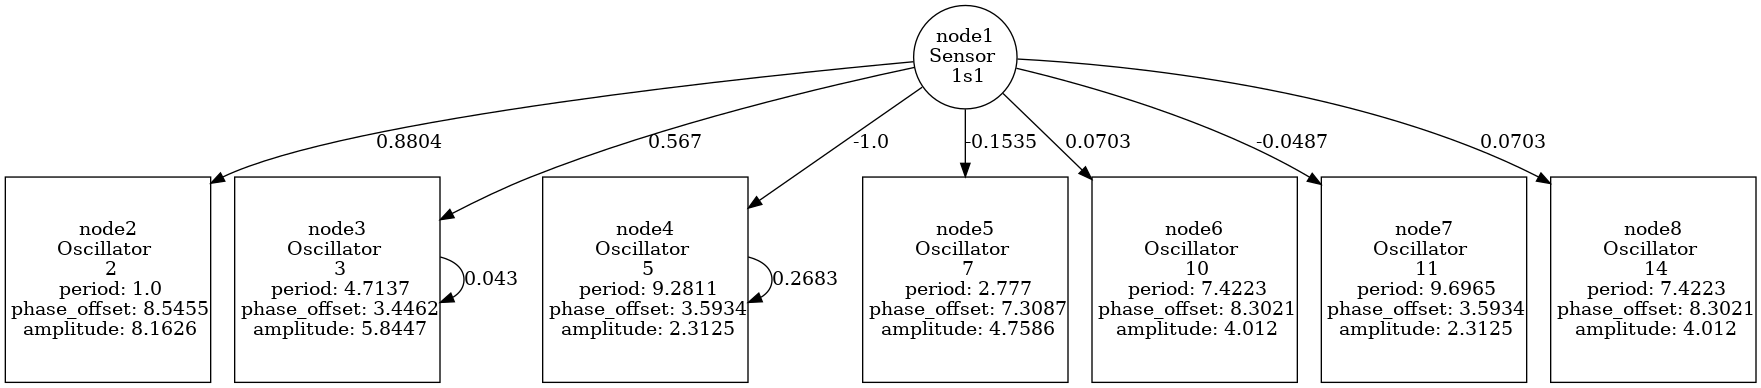 node1
Sensor
1s1
0.8804
0.567
-1.0
-0.1535
0.0703
-0.0487
0.0703
node2
Oscillator
2
period: 1.0
phase_offset: 8.5455
amplitude: 8.1626
node3
Oscillator
3
period: 4.7137
phase_offset: 3.4462
amplitude: 5.8447
0.043
node4
Oscillator
5
period: 9.2811
phase_offset: 3.5934
amplitude: 2.3125
0.2683
node5
Oscillator
7
period: 2.777
phase_offset: 7.3087
amplitude: 4.7586
node6
Oscillator
10
period: 7.4223
phase_offset: 8.3021
amplitude: 4.012
node7
Oscillator
11
period: 9.6965
phase_offset: 3.5934
amplitude: 2.3125
node8
Oscillator
14
period: 7.4223
phase_offset: 8.3021
amplitude: 4.012